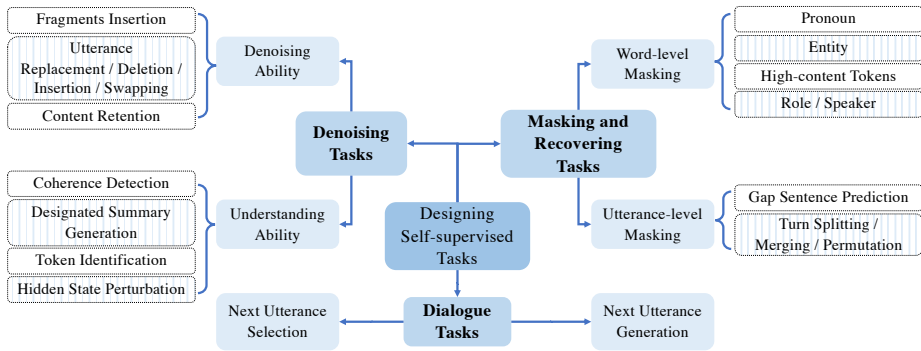 Fragments Insertion
Utterance
Replacement / Deletion /
Insertion / Swapping
Content Retention
Denoising
Ability
Coherence Detection
Designated Summary
Generation
Token Identification
Hidden State Perturbation
Understanding
Ability
Denoising
Tasks
Designing
Self-supervised
Tasks
Masking and
Recovering
Tasks
Word-level
Masking
Pronoun
Entity
High-content Tokens
Role / Speaker
Utterance-level
Masking
Gap Sentence Prediction
Turn Splitting /
Merging / Permutation
Next Utterance
Selection
Dialogue
Tasks
Next Utterance
Generation